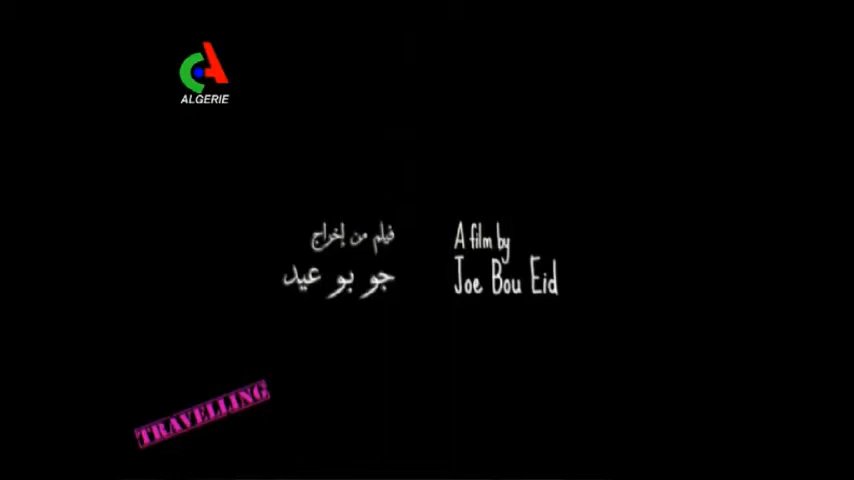 ALGERIE
فيلم من إخراج
جو بو عيد
A film by
Joe Bou Eid
TRAVELLING